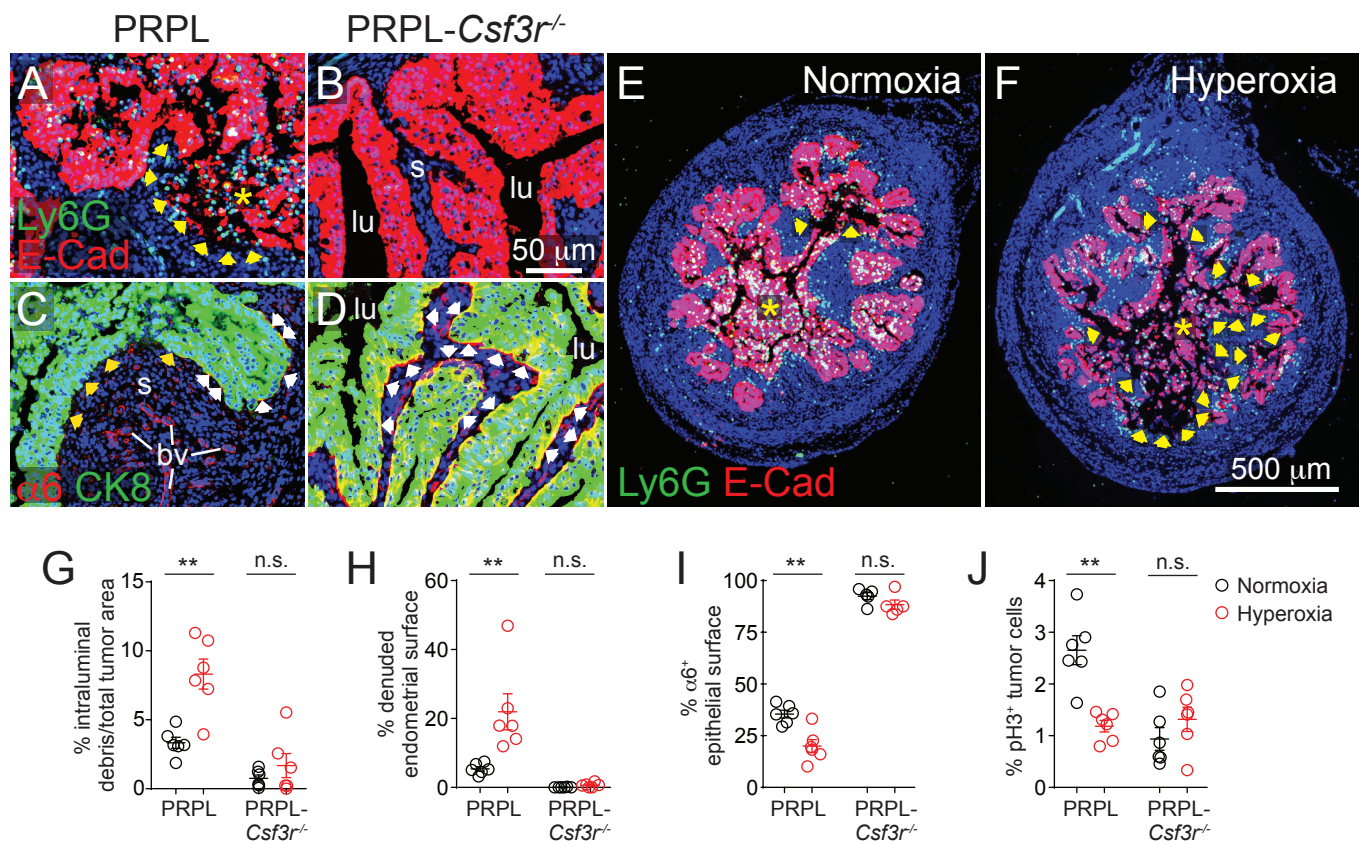 PRPL PRPL-Csf3r-/-
A B E Normoxia F Hyperoxia
s
lu
lu
Ly6G
E-Cad
*
50 μm
C D lu
s
lu
bv
α6 CK8
*
*
Ly6G E-Cad
500 μm
G ** n.s.
% intraluminal
debris/total tumor area
15
10
5
0
PRPL PRPL-
Csf3r-/-
H ** n.s.
% denuded
endometrial surface
60
40
20
0
PRPL PRPL-
Csf3r-/-
I ** n.s.
% α6+
epithelial surface
100
75
50
25
0
PRPL PRPL-
Csf3r-/-
J ** n.s.
% pH3+ tumor cells
4
3
2
1
0
PRPL PRPL-
Csf3r-/-
Normoxia
Hyperoxia